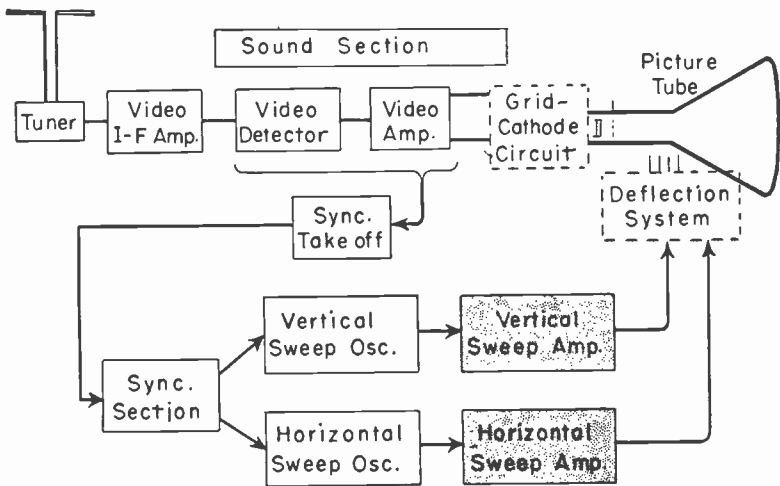 Sound Section
Picture
Tube
Tuner
Video
I-F Amp.
Video
Detector
Video
Amp.
Grid-
Cathode
Circuit
Deflection
System
Sync.
Take off
Vertical
Sweep Osc.
Vertical
Sweep Amp.
Sync.
Section
Horizontal
Sweep Osc.
Horizontal
Sweep Amp.